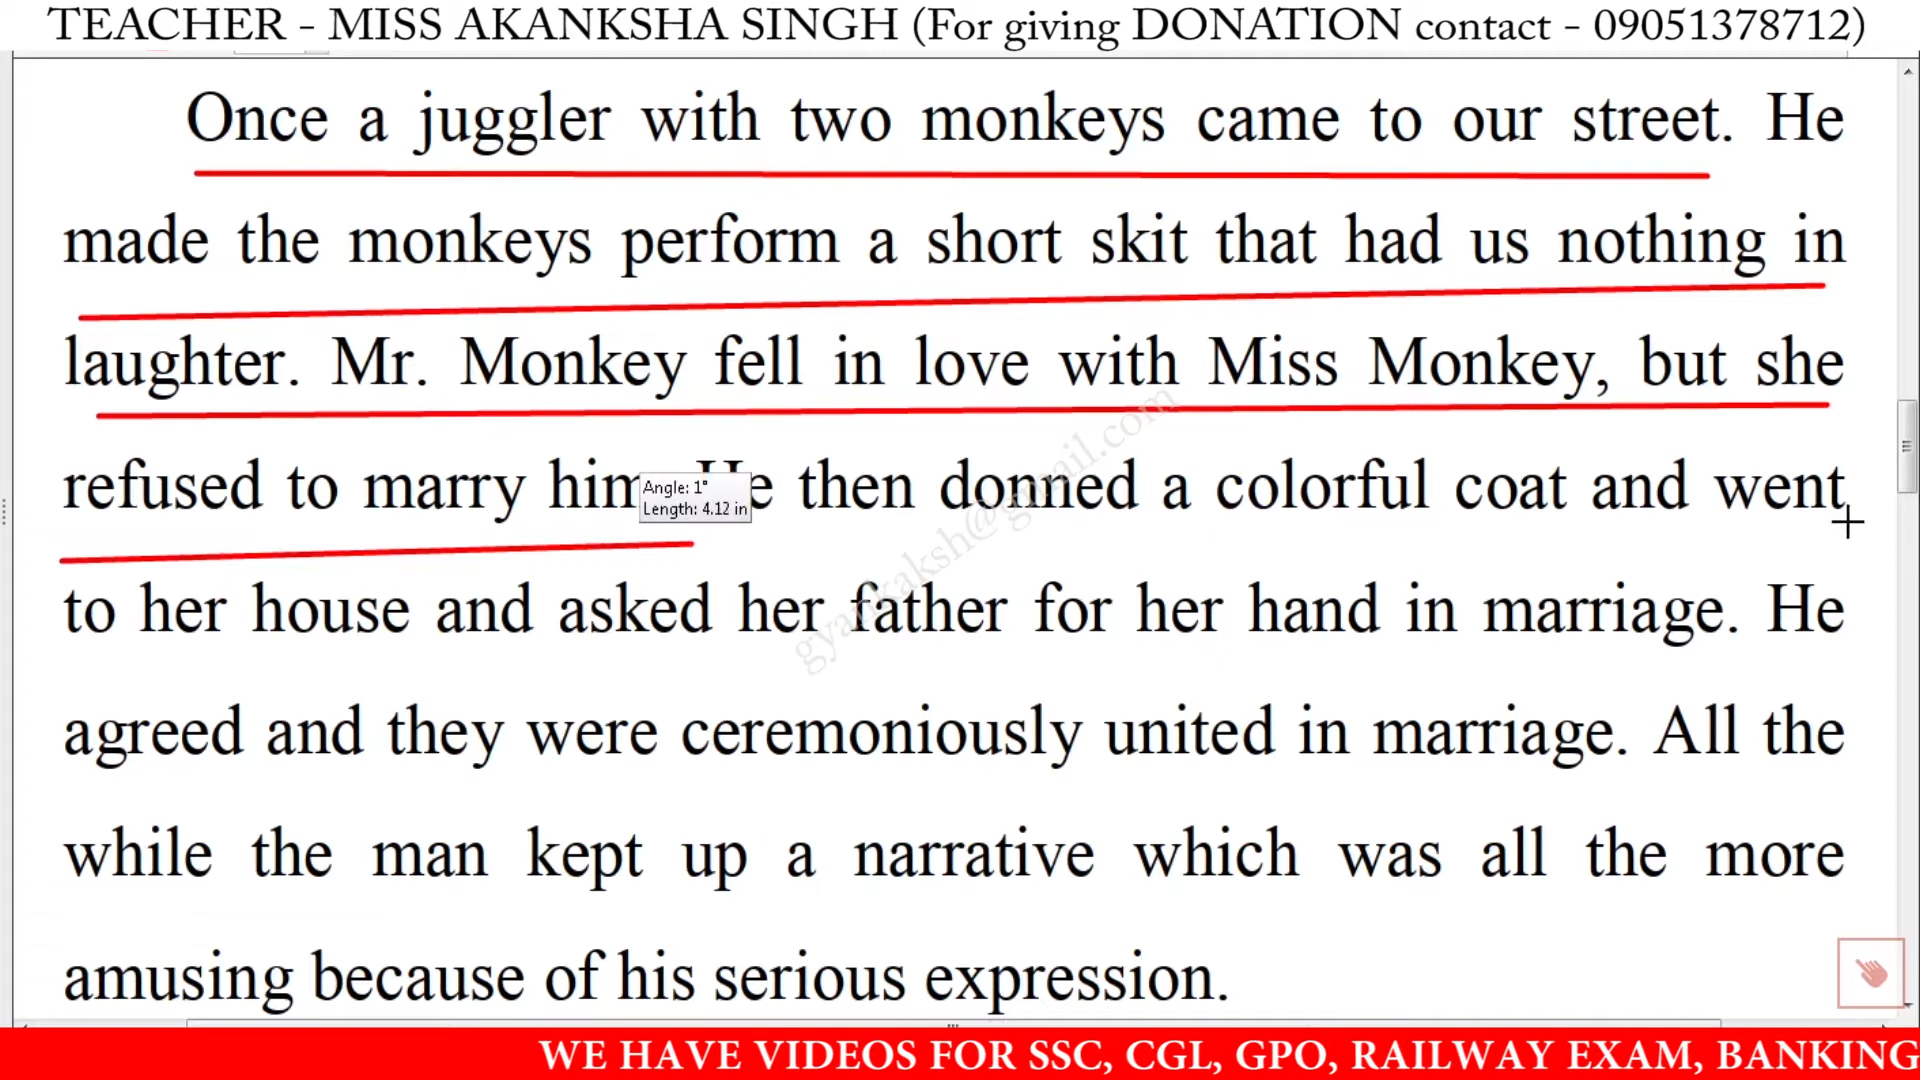 TEACHER - MISS AKANKSHA SINGH (For giving DONATION contact - 09051378712)
Once a juggler with two monkeys came to our street. He
made the monkeys perform a short skit that had us nothing in
laughter. Mr. Monkey fell in love with Miss Monkey, but she
refused to marry him. He then donned a colorful coat and went
Angle: 1°
Length: 4.12 in
to her house and asked her father for her hand in marriage. He
agreed and they were ceremoniously united in marriage. All the
while the man kept up a narrative which was all the more
amusing because of his serious expression.
gyankaksh@gmail.com
WE HAVE VIDEOS FOR SSC, CGL, GPO, RAILWAY EXAM, BANKING